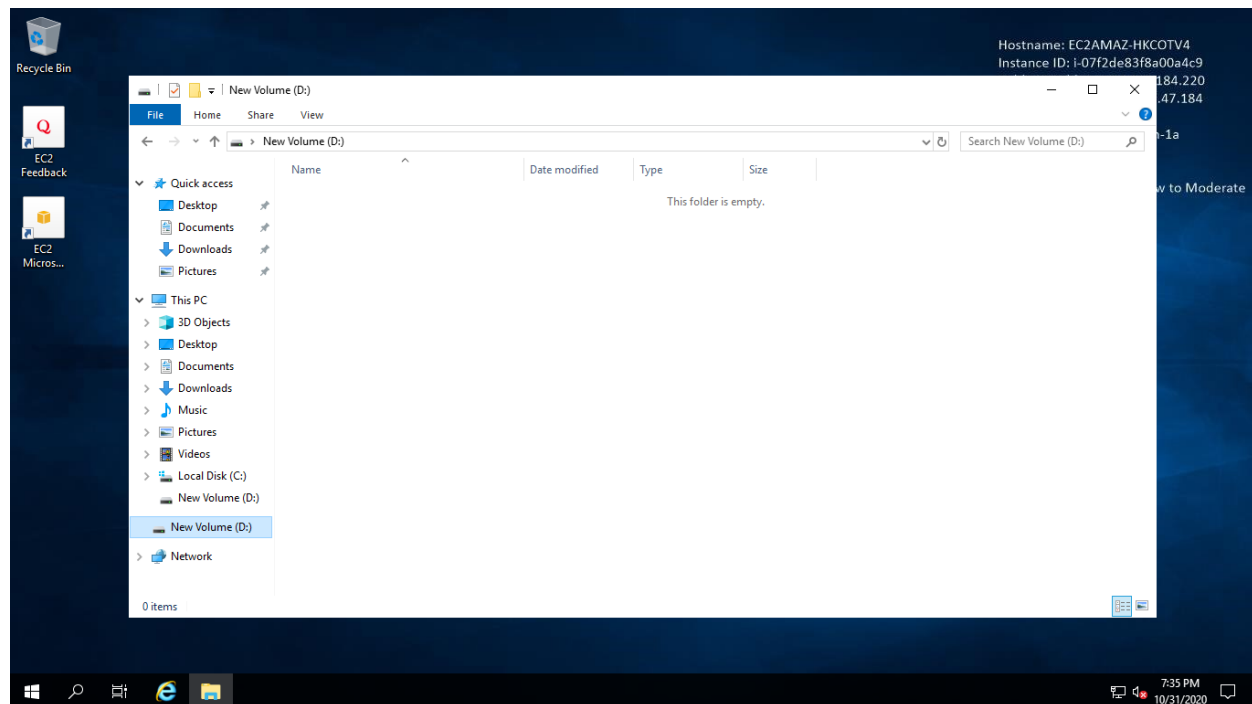 Recycle Bin
Hostname: EC2AMAZ-HKCOTV4
Instance ID: i-07f2de83f8a00a4c9
184.220
.47.184
-1a
w to Moderate
EC2
Feedback
EC2
Micros...
New Volume (D:)
File Home Share View
New Volume (D:)
Search New Volume (D:)
Name Date modified Type Size
This folder is empty.
Quick access
Desktop
Documents
Downloads
Pictures
This PC
3D Objects
Desktop
Documents
Downloads
Music
Pictures
Videos
Local Disk (C:)
New Volume (D:)
New Volume (D:)
Network
0 items
7:35 PM
10/31/2020